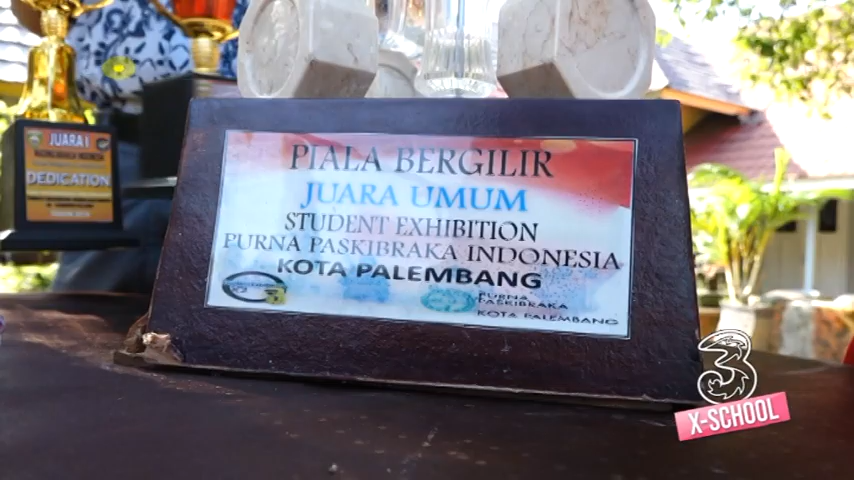 JUARA I
DEDICATION
PIALA BERGILIR
JUARA UMUM
STUDENT EXHIBITION
PURNA PASKIBRAKA INDONESIA
KOTA PALEMBANG
PURNA
PASKIBRAKA
KOTA PALEMBANG
3
X-SCHOOL